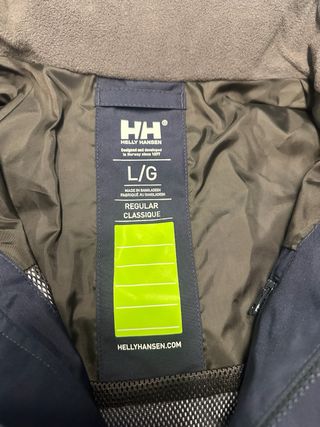 HH®
HELLY HANSEN
Designed and developed
in Norway since 1877
L/G
MADE IN BANGLADESH
FABRIQUÉ AU BANGLADESH
REGULAR
CLASSIQUE
HELLYHANSEN.COM